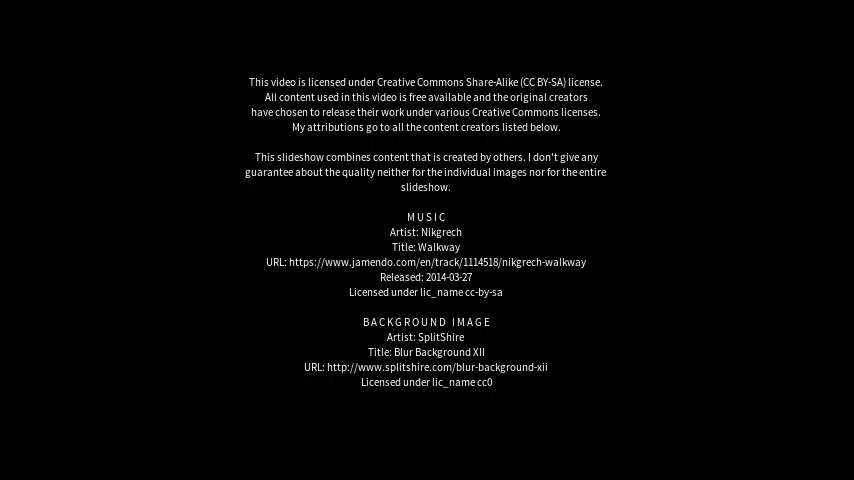 This video is licensed under Creative Commons Share-Alike (CC BY-SA) license.
All content used in this video is free available and the original creators
have chosen to release their work under various Creative Commons licenses.
My attributions go to all the content creators listed below.
This slideshow combines content that is created by others. I don't give any
guarantee about the quality neither for the individual images nor for the entire
slideshow.
MUSIC
Artist: Nikgrech
Title: Walkway
URL: https://www.jamendo.com/en/track/1114518/nikgrech-walkway
Released: 2014-03-27
Licensed under lic_name cc-by-sa
BACKGROUND IMAGE
Artist: SplitShire
Title: Blur Background XII
URL: http://www.splitshire.com/blur-background-xii
Licensed under lic_name cc0